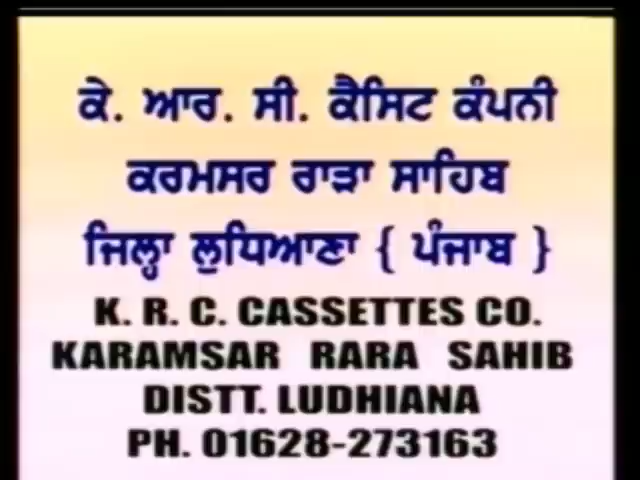 ਕੇ. ਆਰ. ਸੀ. ਕੈਸਿਟ ਕੰਪਨੀ
ਕਰਮਸਰ ਰਾੜਾ ਸਾਹਿਬ
ਜਿਲ੍ਹਾ ਲੁਧਿਆਣਾ { ਪੰਜਾਬ }
K. R. C. CASSETTES CO.
KARAMSAR RARA SAHIB
DISTT. LUDHIANA
PH. 01628-273163